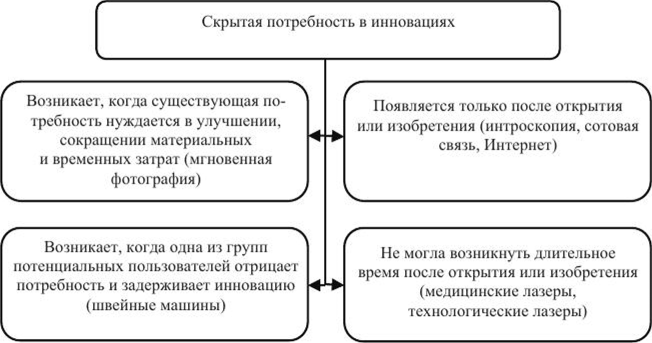 Скрытая потребность в инновациях
Возникает, когда существующая по-
требность нуждается в улучшении,
сокращении материальных
и временных затрат (мгновенная
фотография)
Появляется только после открытия
или изобретения (интроскопия, сотовая
связь, Интернет)
Возникает, когда одна из групп
потенциальных пользователей отрицает
потребность и задерживает инновацию
(швейные машины)
Не могла возникнуть длительное
время после открытия или изобретения
(медицинские лазеры,
технологические лазеры)